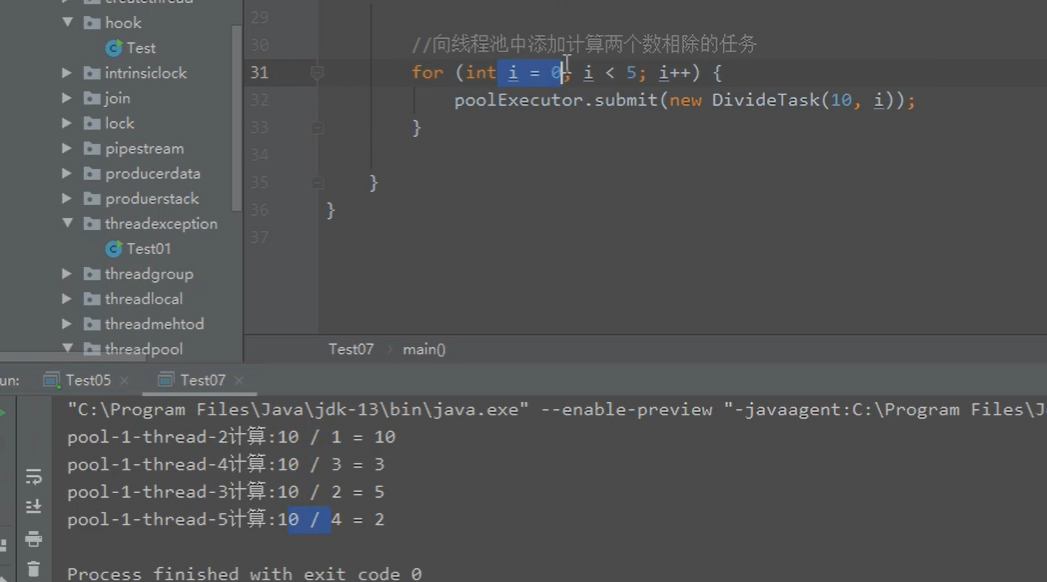 createthread
hook
Test
intrinsiclock
join
lock
pipestream
producerdata
produerstack
threadexception
Test01
threadgroup
threadlocal
threadmehtod
threadpool
29
30 //向线程池中添加计算两个数相除的任务
31 for (int i = 0; i < 5; i++) {
32 poolExecutor.submit(new DivideTask(10, i));
33 }
34
35 }
36 }
37
Test07 main()
un: Test05 × Test07 ×
"C:\Program Files\Java\jdk-13\bin\java.exe" --enable-preview "-javaagent:C:\Program Files\J
pool-1-thread-2计算:10 / 1 = 10
pool-1-thread-4计算:10 / 3 = 3
pool-1-thread-3计算:10 / 2 = 5
pool-1-thread-5计算:10 / 4 = 2
Process finished with exit code 0